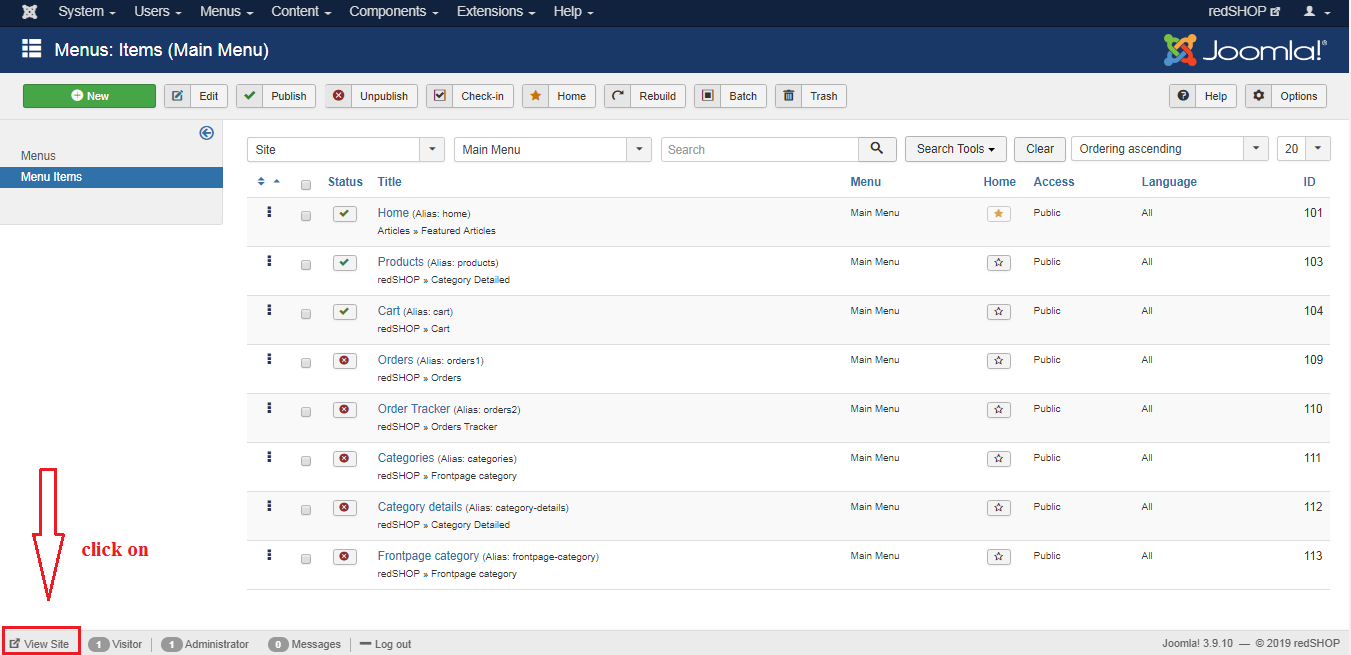 System Users Menus Content Components Extensions Help redSHOP
Menus: Items (Main Menu) Joomla!®
New Edit Publish Unpublish Check-in Home Rebuild Batch Trash Help Options
Site Main Menu Search Search Tools Clear Ordering ascending 20
Menus
Menu Items
Status Title Menu Home Access Language ID
Home (Alias: home) Main Menu Public All 101
Articles » Featured Articles
Products (Alias: products) Main Menu Public All 103
redSHOP » Category Detailed
Cart (Alias: cart) Main Menu Public All 104
redSHOP » Cart
Orders (Alias: orders1) Main Menu Public All 109
redSHOP » Orders
Order Tracker (Alias: orders2) Main Menu Public All 110
redSHOP » Orders Tracker
Categories (Alias: categories) Main Menu Public All 111
redSHOP » Frontpage category
Category details (Alias: category-details) Main Menu Public All 112
redSHOP » Category Detailed
Frontpage category (Alias: frontpage-category) Main Menu Public All 113
redSHOP » Frontpage category
click on
View Site 1 Visitor 1 Administrator 0 Messages Log out Joomla! 3.9.10 — © 2019 redSHOP